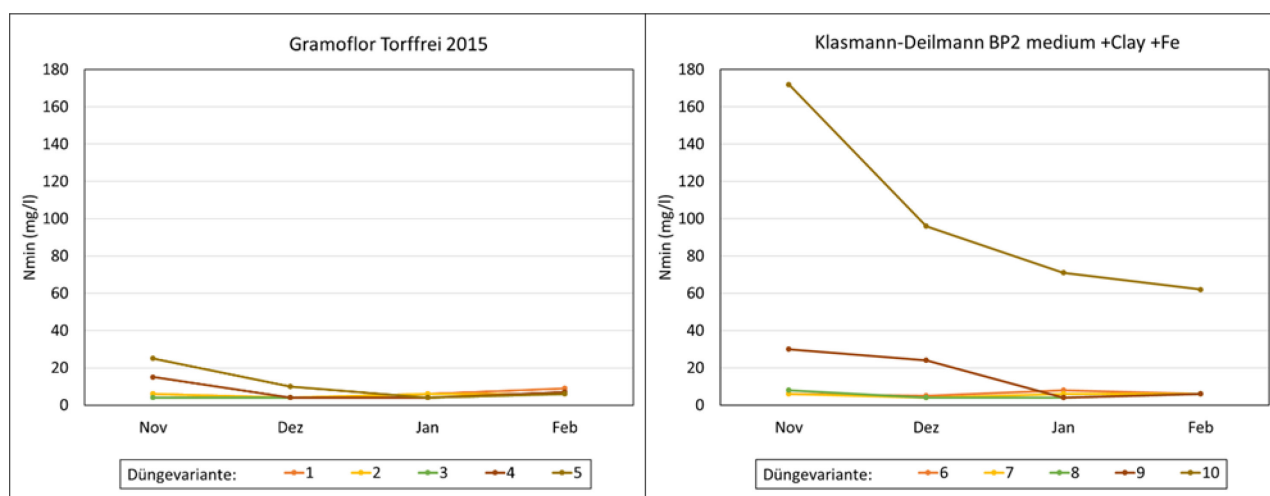 Gramoflor Torffrei 2015
180
160
140
120
100
80
60
40
20
0
Nmin (mg/l)
Nov Dez Jan Feb
Düngevariante: 1 2 3 4 5
Klasmann-Deilmann BP2 medium +Clay +Fe
180
160
140
120
100
80
60
40
20
0
Nmin (mg/l)
Nov Dez Jan Feb
Düngevariante: 6 7 8 9 10